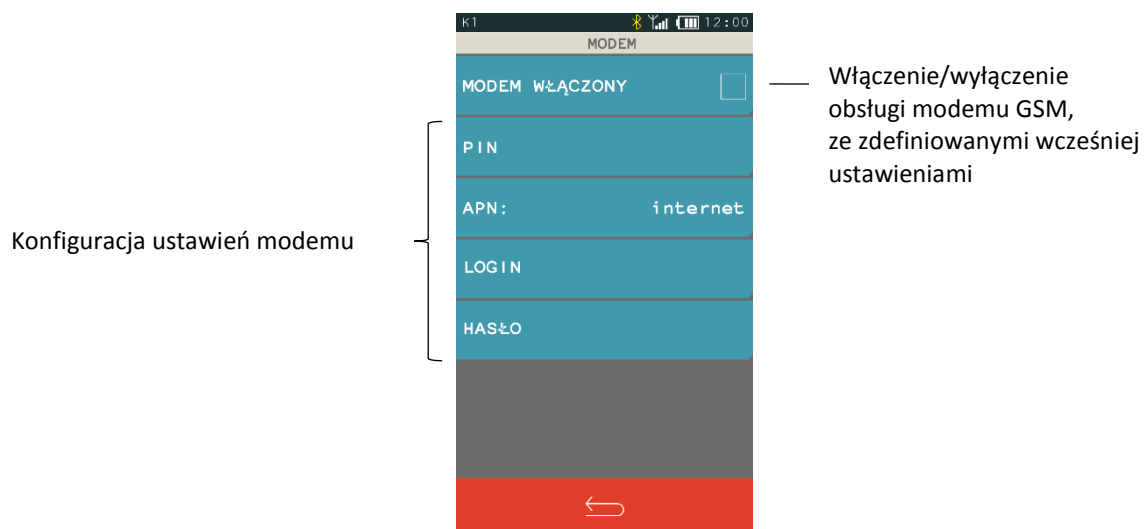 K1 12:00
MODEM
MODEM WŁĄCZONY
PIN
APN: internet
LOGIN
HASŁO
Konfiguracja ustawień modemu
Włączenie/wyłączenie
obsługi modemu GSM,
ze zdefiniowanymi wcześniej
ustawieniami